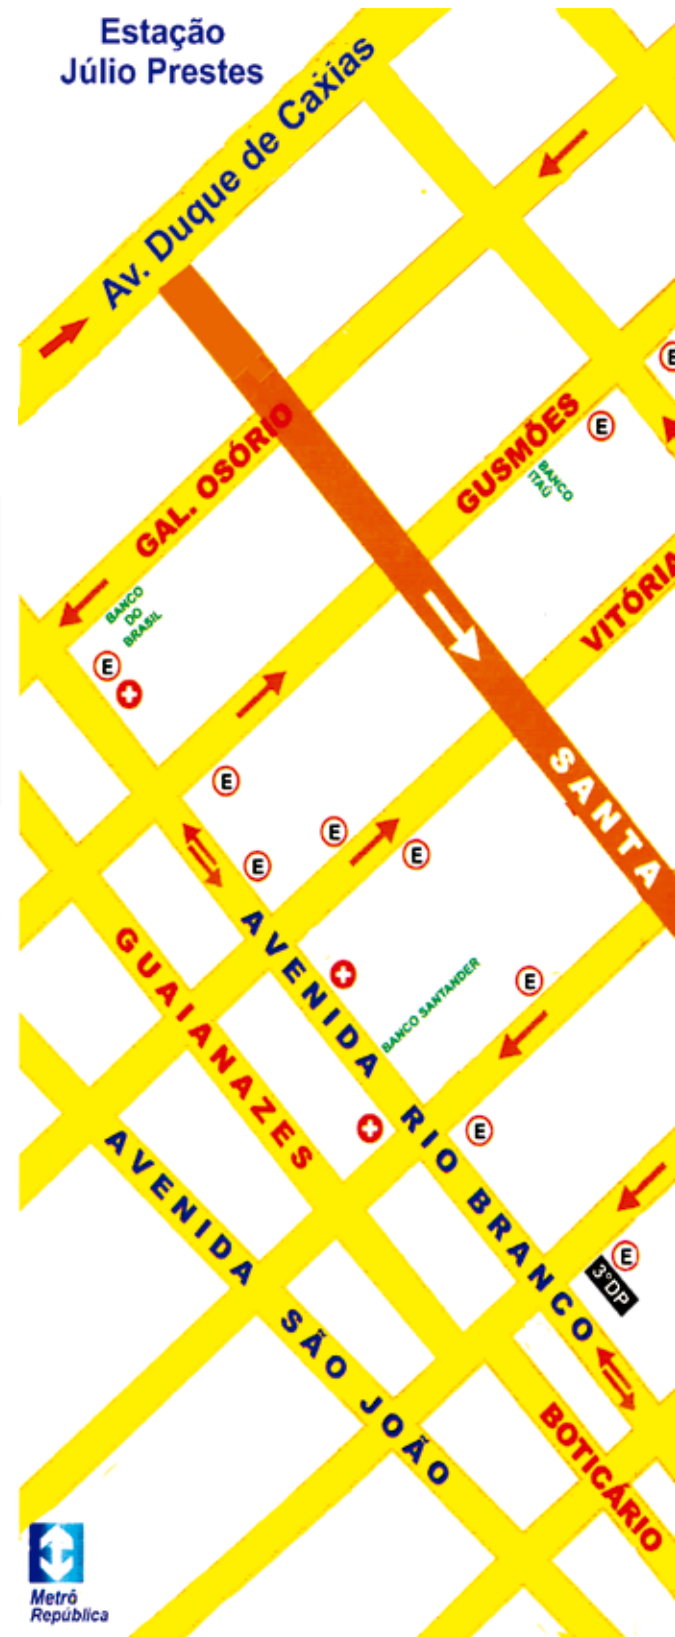 Estação
Júlio Prestes
Av. Duque de Caxias
E
GAL. OSÓRIO
GUSMÕES
E
BANCO
ITAÚ
VITÓRIA
BANCO
DO
BRASIL
E
E
SANTA
E
E
E
GUAIANAZES
AVENIDA RIO BRANCO
BANCO SANTANDER
E
E
AVENIDA SÃO JOÃO
E
3°DP
BOTICÁRIO
Metrô
República